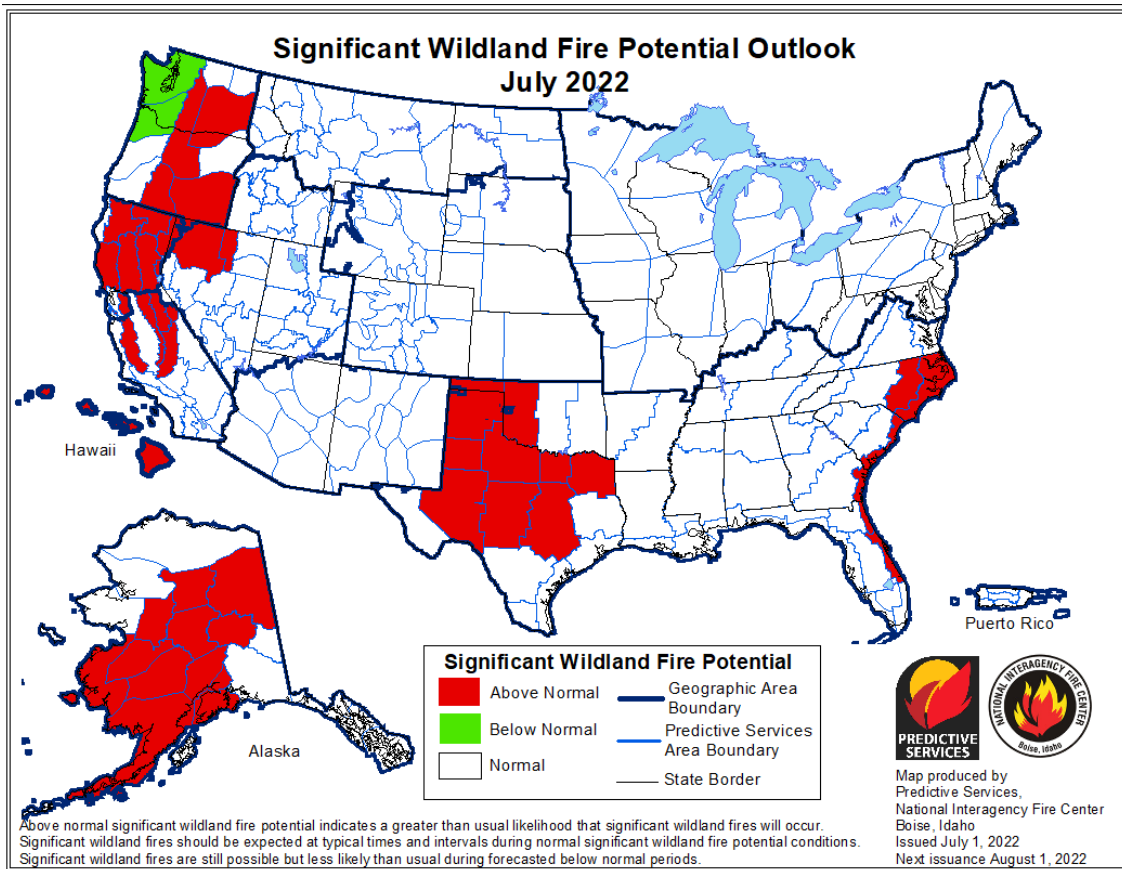 Significant Wildland Fire Potential Outlook
July 2022
Hawaii
Alaska
Puerto Rico
Significant Wildland Fire Potential
Above Normal
Below Normal
Normal
Geographic Area
Boundary
Predictive Services
Area Boundary
State Border
PREDICTIVE
SERVICES
NATIONAL INTERAGENCY FIRE CENTER
Boise, Idaho
Map produced by
Predictive Services,
National Interagency Fire Center
Boise, Idaho
Issued July 1, 2022
Next issuance August 1, 2022
Above normal significant wildland fire potential indicates a greater than usual likelihood that significant wildland fires will occur.
Significant wildland fires should be expected at typical times and intervals during normal significant wildland fire potential conditions.
Significant wildland fires are still possible but less likely than usual during forecasted below normal periods.